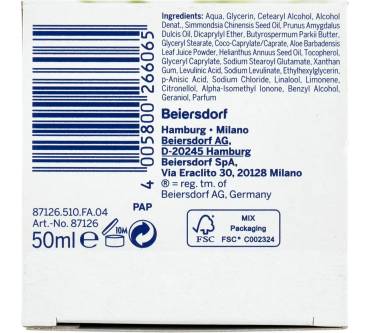 Ingredients: Aqua, Glycerin, Cetearyl Alcohol, Alcohol
Denat., Simmondsia Chinensis Seed Oil, Prunus Amygdalus
Dulcis Oil, Dicaprylyl Ether, Butyrospermum Parkii Butter,
Glyceryl Stearate, Coco-Caprylate/Caprate, Aloe Barbadensis
Leaf Juice Powder, Helianthus Annuus Seed Oil, Tocopherol,
Glyceryl Caprylate, Sodium Stearoyl Glutamate, Xanthan
Gum, Levulinic Acid, Sodium Levulinate, Ethylhexylglycerin,
p-Anisic Acid, Sodium Chloride, Linalool, Limonene,
Citronellol, Alpha-Isomethyl Ionone, Benzyl Alcohol,
Geraniol, Parfum
Beiersdorf
Hamburg • Milano
Beiersdorf AG,
D-20245 Hamburg
Beiersdorf SpA,
Via Eraclito 30, 20128 Milano
® = reg. tm. of
Beiersdorf AG, Germany
4 005800 266065
87126.510.FA.04
Art.-No. 87126
50ml e 10M
PAP
FSC
MIX
Packaging
FSC® C002324